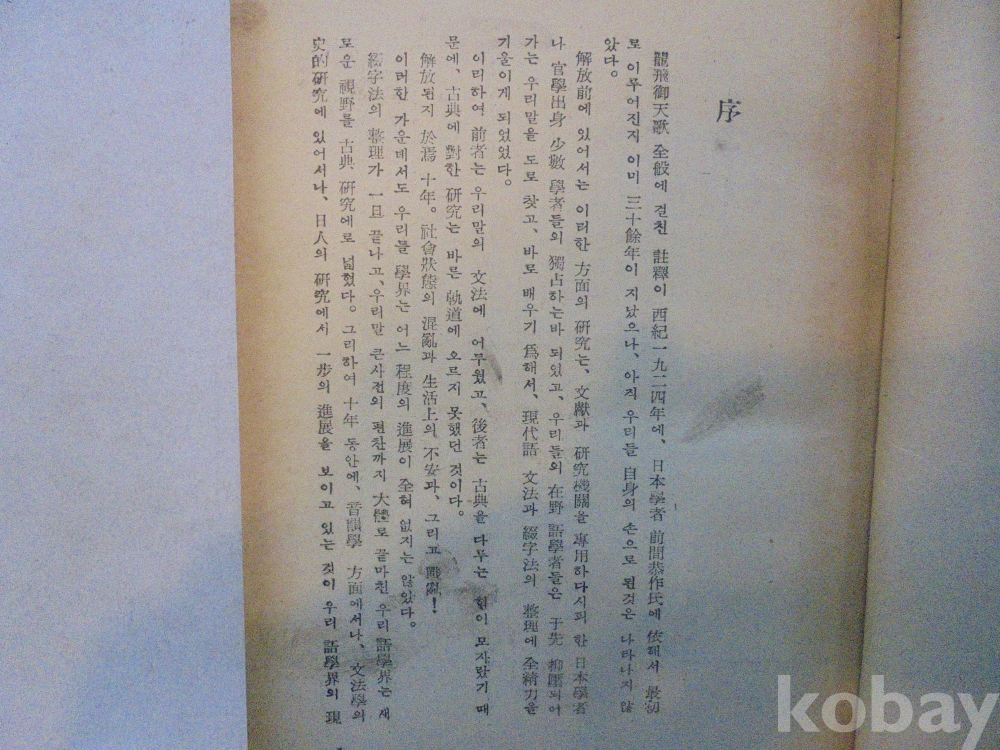 序
龍飛御天歌 全般에 걸친 註釋이 西紀一九二四年에、日本學者 前間恭作氏에 依해서 最初
로 이루어진지 이미 三十餘年이 지났으나、아직 우리들 自身의 손으로 된것은 나타나지 않
았다。
解放前에 있어서는 이러한 方面의 研究는、文獻과 研究機關을 專用하다시피 한 日本學者
나 官學出身 少數 學者들의 獨占하는바 되었고、우리들의 在野 語學者들은 于先 抑壓되어
가는 우리말을 도로 찾고、바로 배우기 爲해서、現代語 文法과 綴字法의 整理에 全精力을
기울이게 되었었다。
이리하여 前者는 우리말의 文法에 어두웠고、後者는 古典을 다루는 힘이 모자랐기 때
문에、古典에 對한 研究는 바른 軌道에 오르지 못했던 것이다。
解放된지 於焉 十年。社會狀態의 混亂과 生活上의 不安과、그리고 戰亂!
이러한 가운데서도 우리를 學界는 어느 程度의 進展이 全혀 없지는 않았다。
綴字法의 整理가 一旦 끝나고、우리말 큰사전의 편찬까지 大體로 끝마친 우리 語學界는 새
로운 視野를 古典 研究에로 넓혔다。그리하여 十年 동안에、音韻學 方面에서나、文法學의
史的 研究에 있어서나、日人의 研究에서 一步의 進展을 보이고 있는 것이 우리 語學界의 現
kobay